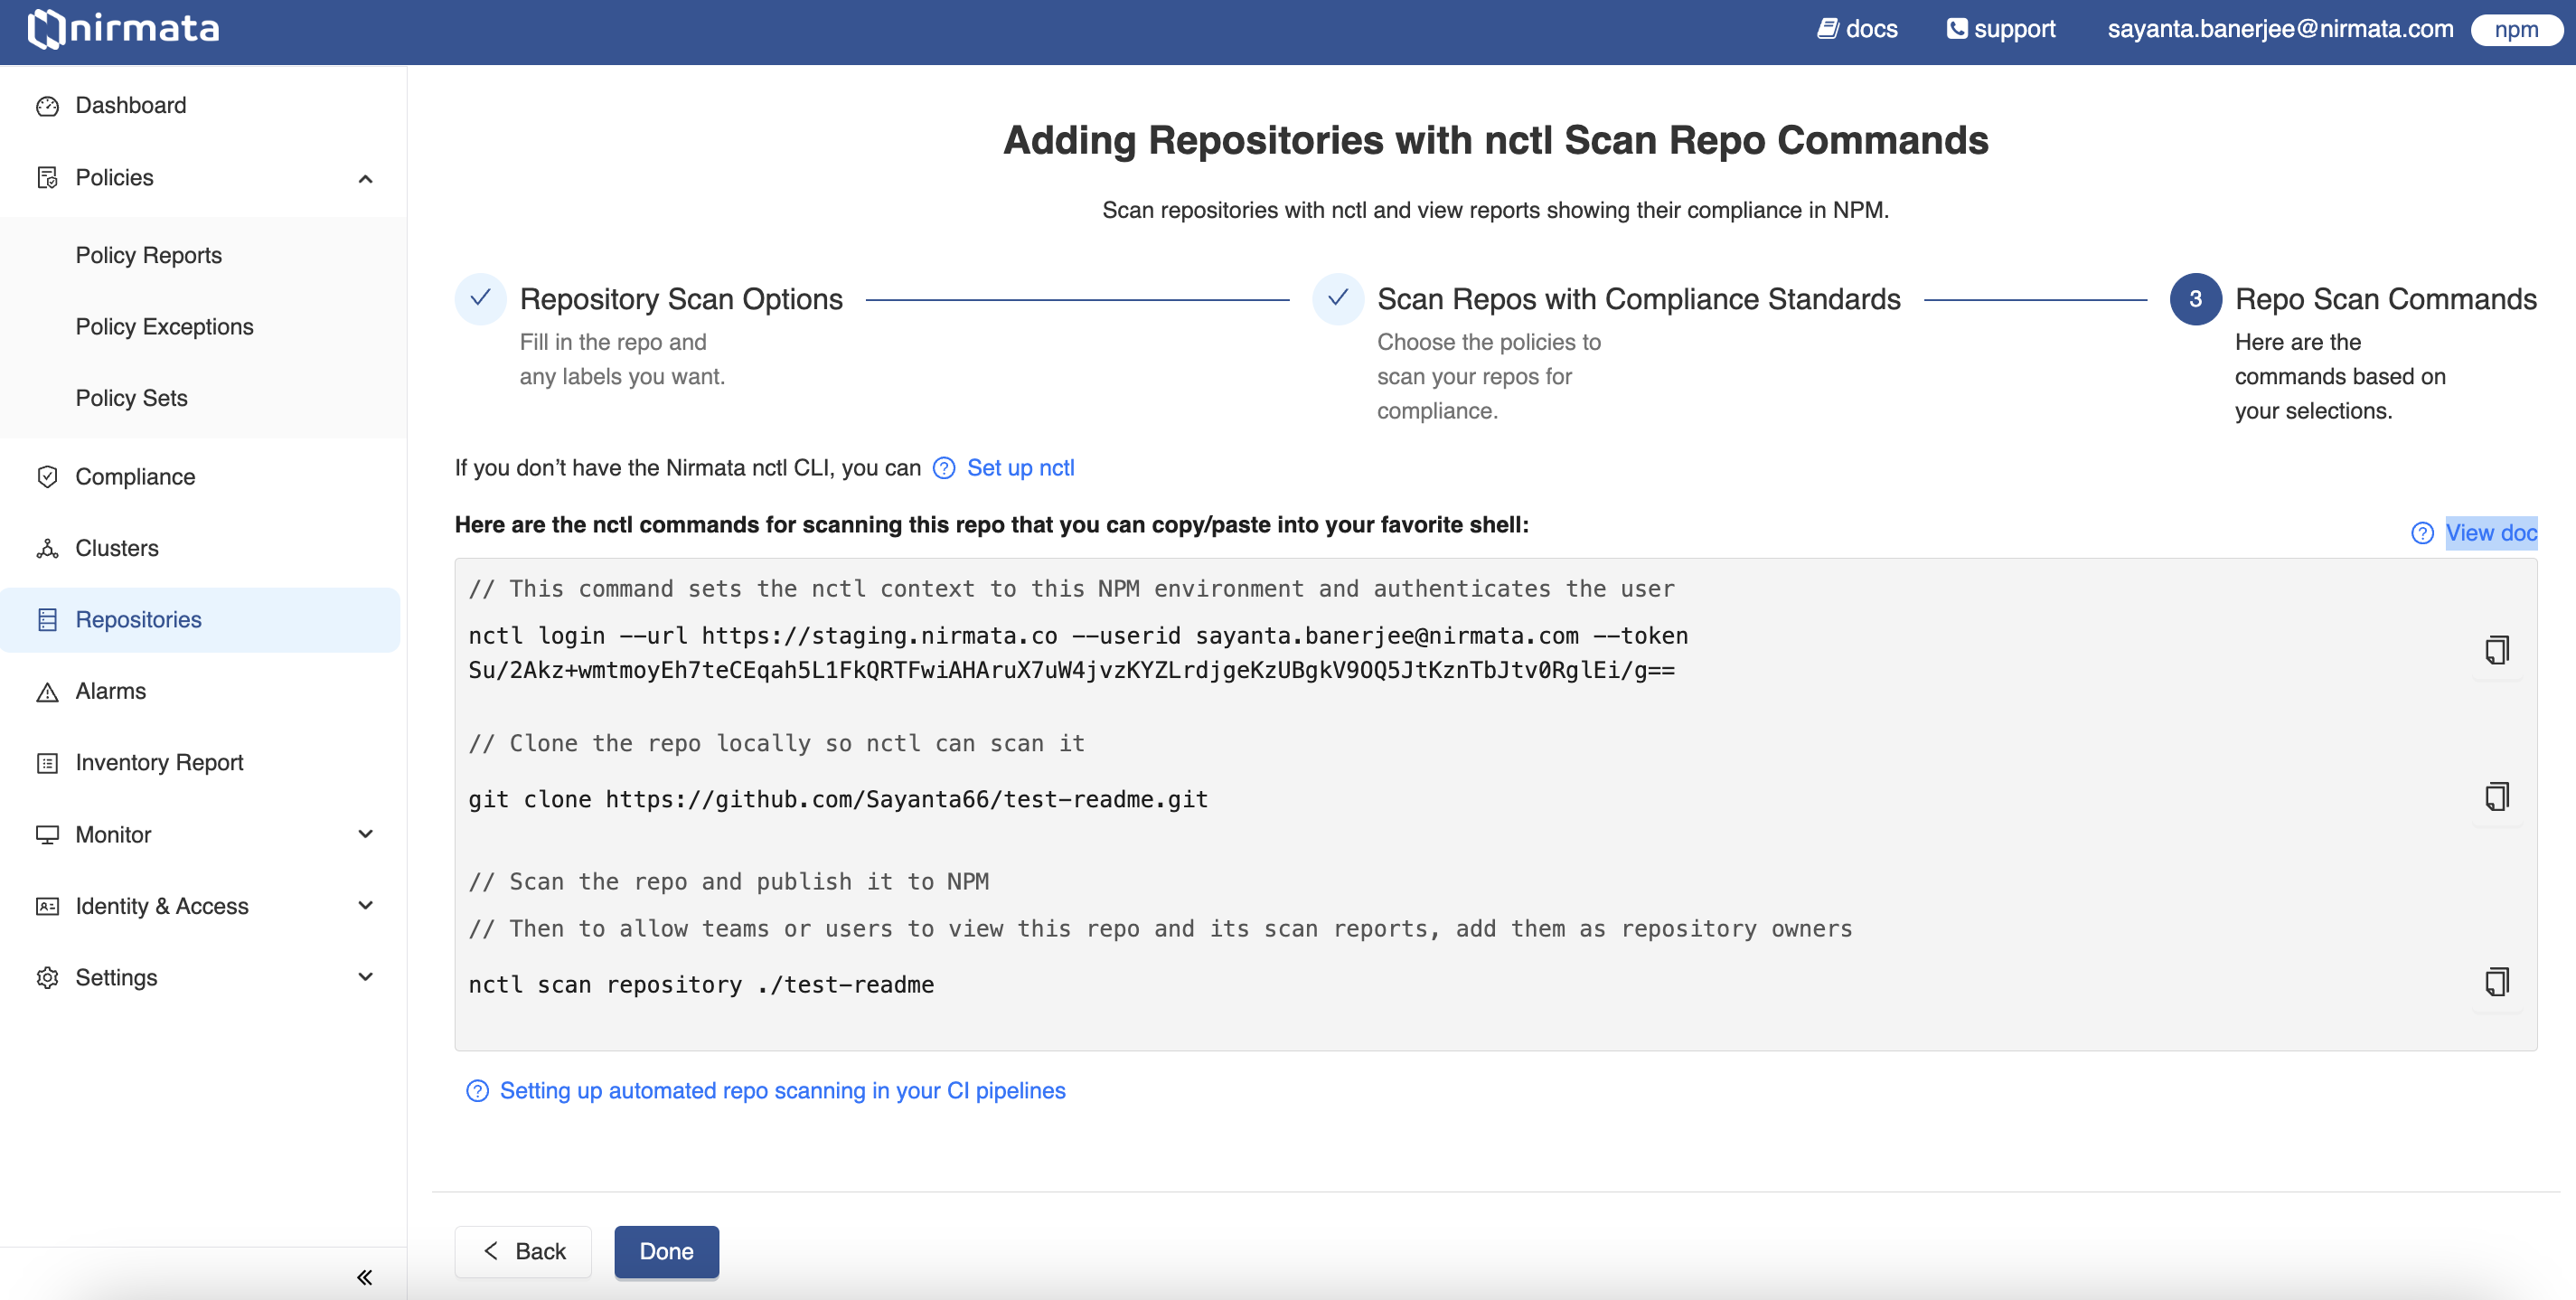 nirmata
docs
support
sayanta.banerjee@nirmata.com
npm
Dashboard
Policies
Policy Reports
Policy Exceptions
Policy Sets
Compliance
Clusters
Repositories
Alarms
Inventory Report
Monitor
Identity & Access
Settings
Adding Repositories with nctl Scan Repo Commands
Scan repositories with nctl and view reports showing their compliance in NPM.
Repository Scan Options
Fill in the repo and
any labels you want.
Scan Repos with Compliance Standards
Choose the policies to
scan your repos for
compliance.
3
Repo Scan Commands
Here are the
commands based on
your selections.
If you don’t have the Nirmata nctl CLI, you can Set up nctl
Here are the nctl commands for scanning this repo that you can copy/paste into your favorite shell:
View doc
// This command sets the nctl context to this NPM environment and authenticates the user
nctl login --url https://staging.nirmata.co --userid sayanta.banerjee@nirmata.com --token
Su/2Akz+wmtmoyEh7teCEqah5L1FkQRTFwiAHAruX7uW4jvzKYZLrdjgeKzUBgkV9OQ5JtKznTbJtv0RglEi/g==
// Clone the repo locally so nctl can scan it
git clone https://github.com/Sayanta66/test-readme.git
// Scan the repo and publish it to NPM
// Then to allow teams or users to view this repo and its scan reports, add them as repository owners
nctl scan repository ./test-readme
Setting up automated repo scanning in your CI pipelines
Back
Done